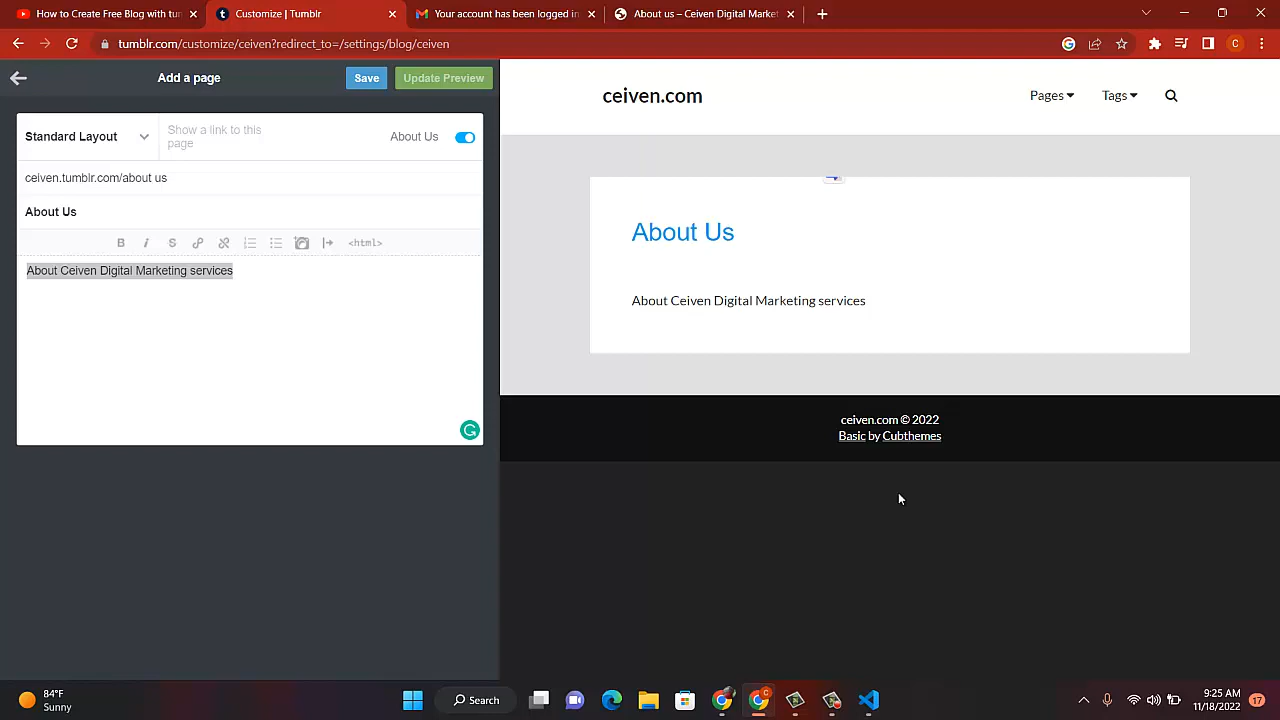 How to Create Free Blog with tun
Customize | Tumblr
Your account has been logged in
About us – Ceiven Digital Market
tumblr.com/customize/ceiven?redirect_to=/settings/blog/ceiven
C
Add a page
Save
Update Preview
Standard Layout
Show a link to this
page
About Us
ceiven.tumblr.com/about us
About Us
B i S <html>
About Ceiven Digital Marketing services
ceiven.com
Pages
Tags
About Us
About Ceiven Digital Marketing services
ceiven.com © 2022
Basic by Cubthemes
84°F
Sunny
Search
9:25 AM
11/18/2022
17